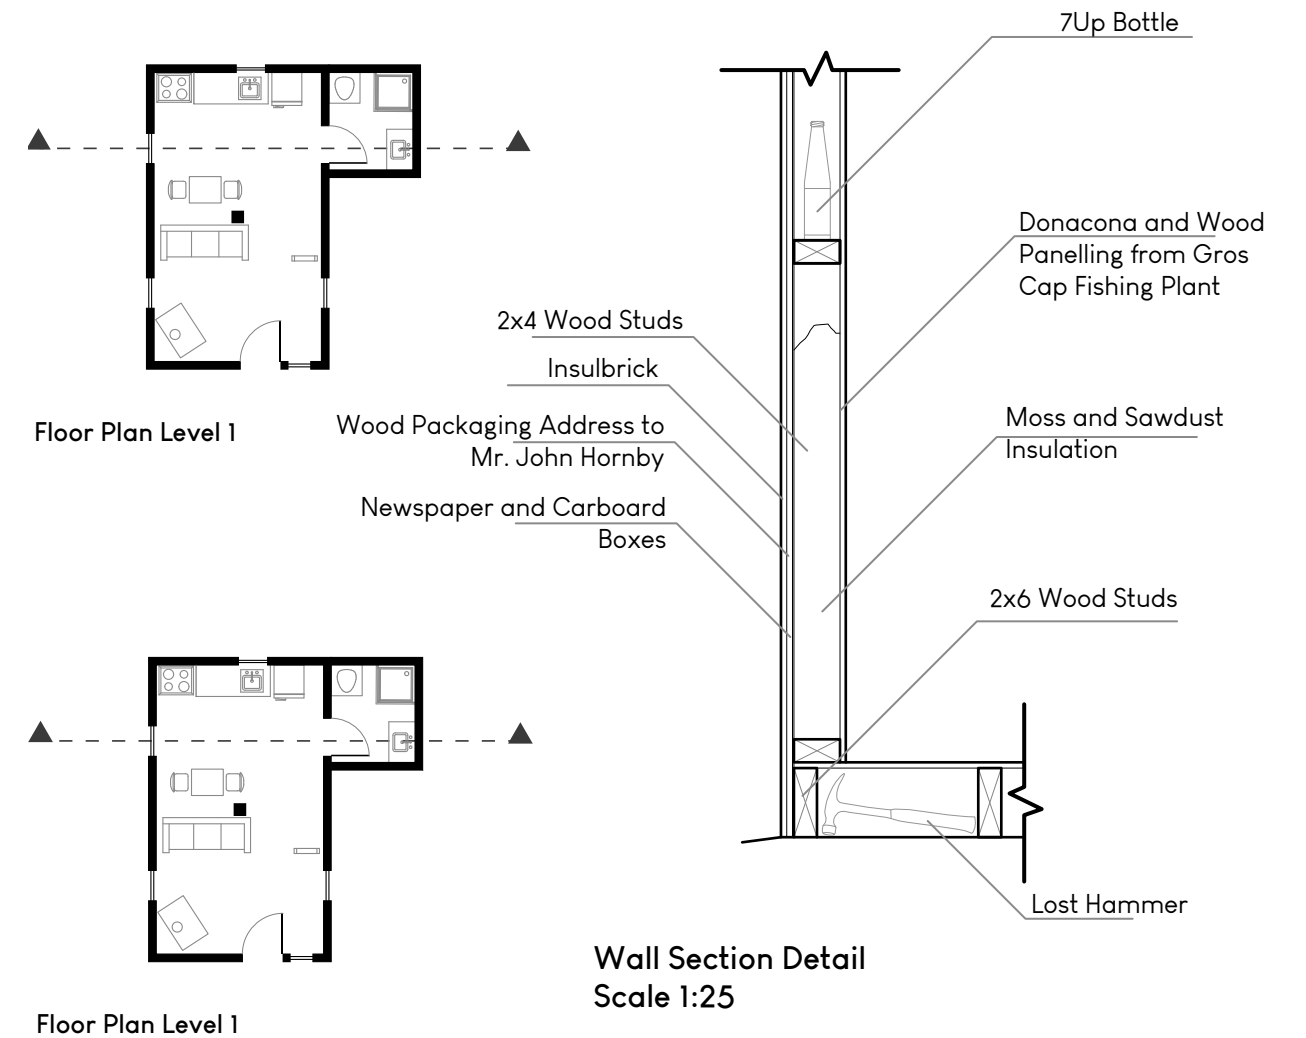 7Up Bottle
Donacona and Wood
Panelling from Gros
Cap Fishing Plant
2x4 Wood Studs
Insulbrick
Wood Packaging Address to
Mr. John Hornby
Newspaper and Carboard
Boxes
Moss and Sawdust
Insulation
2x6 Wood Studs
Lost Hammer
Floor Plan Level 1
Floor Plan Level 1
Wall Section Detail
Scale 1:25